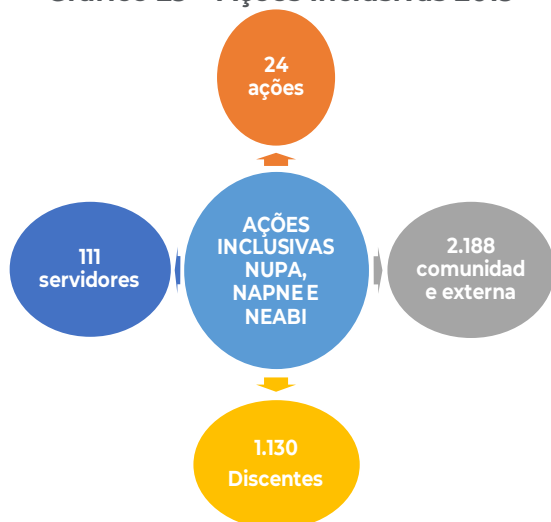 24
ações
AÇÕES
INCLUSIVAS
NUPA,
NAPNE E
NEABI
111
servidores
2.188
comunidad
e externa
1.130
Discentes